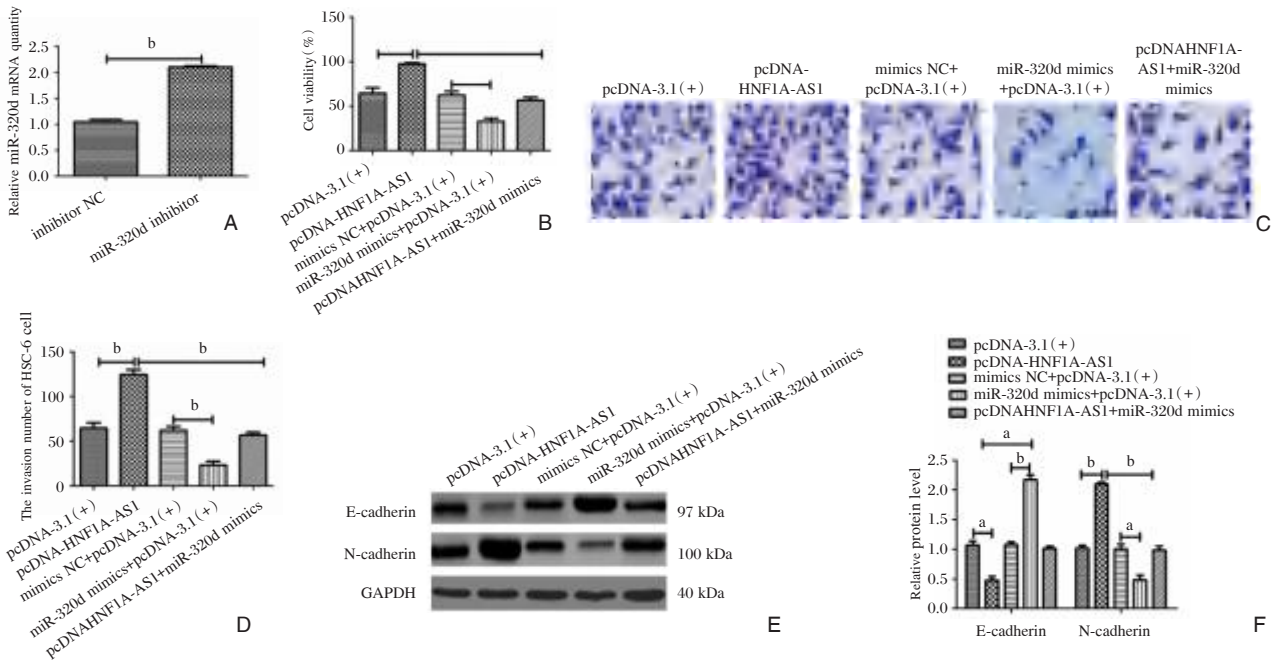 Relative miR-320d mRNA quantity
2.5
2.0
1.5
1.0
0.5
0.0
b
inhibitor NC
miR-320d inhibitor
A
Cell viability(%)
150
100
50
0
pcDNA-3.1(+)
pcDNA-HNF1A-AS1
mimics NC+pcDNA-3.1(+)
miR-320d mimics+pcDNA-3.1(+)
pcDNAHNF1A-AS1+miR-320d mimics
B
pcDNA-3.1(+)
pcDNA-
HNF1A-AS1
mimics NC+
pcDNA-3.1(+)
miR-320d mimics
+pcDNA-3.1(+)
pcDNAHNF1A-
AS1+miR-320d
mimics
C
The invasion number of HSC-6 cell
150
100
50
0
b
b
b
pcDNA-3.1(+)
pcDNA-HNF1A-AS1
mimics NC+pcDNA-3.1(+)
miR-320d mimics+pcDNA-3.1(+)
pcDNAHNF1A-AS1+miR-320d mimics
D
pcDNA-3.1(+)
pcDNA-HNF1A-AS1
mimics NC+pcDNA-3.1(+)
miR-320d mimics+pcDNA-3.1(+)
pcDNAHNF1A-AS1+miR-320d mimics
E-cadherin
97 kDa
N-cadherin
100 kDa
GAPDH
40 kDa
E
pcDNA-3.1(+)
pcDNA-HNF1A-AS1
mimics NC+pcDNA-3.1(+)
miR-320d mimics+pcDNA-3.1(+)
pcDNAHNF1A-AS1+miR-320d mimics
Relative protein level
2.5
2.0
1.5
1.0
0.5
0.0
a
b
a
b
b
a
E-cadherin
N-cadherin
F